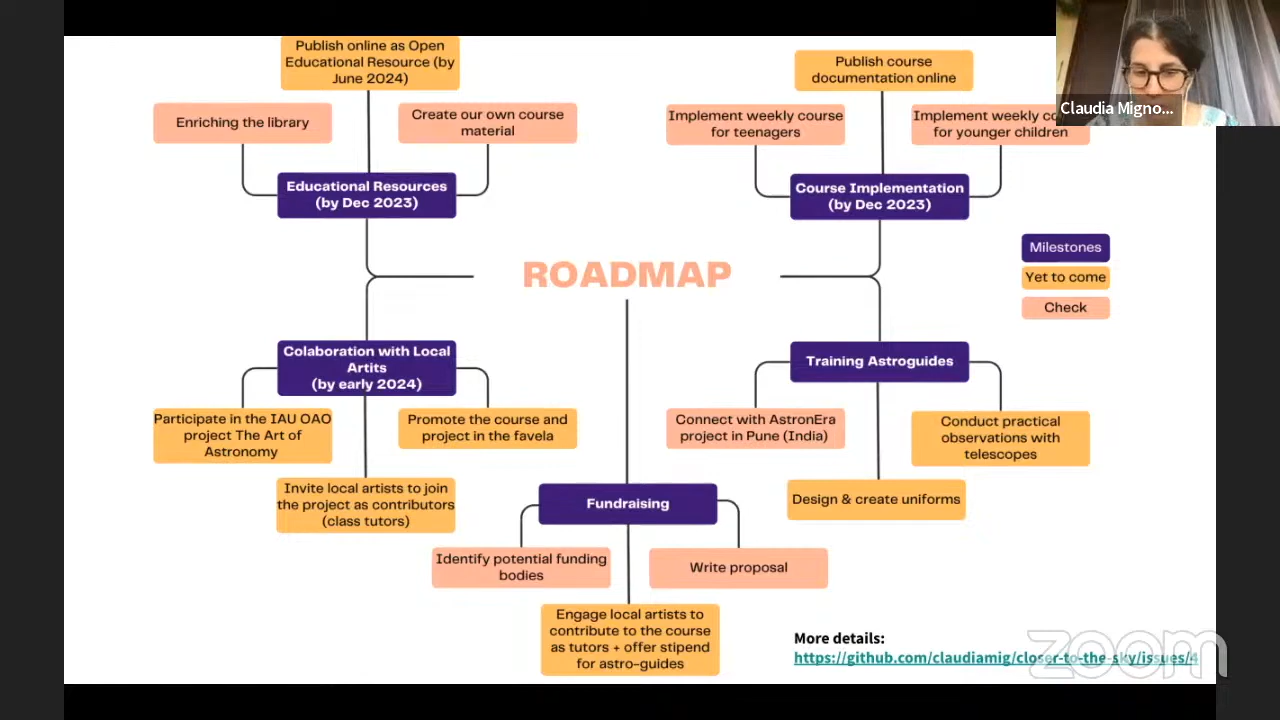 Publish online as Open
Educational Resource (by
June 2024)
Enriching the library
Create our own course
material
Educational Resources
(by Dec 2023)
Publish course
documentation online
Implement weekly course
for teenagers
Implement weekly
for younger children
Course Implementation
(by Dec 2023)
Claudia Migno...
ROADMAP
Milestones
Yet to come
Check
Colaboration with Local
Artits
(by early 2024)
Participate in the IAU OAO
project The Art of
Astronomy
Promote the course and
project in the favela
Invite local artists to join
the project as contributors
(class tutors)
Training Astroguides
Connect with AstronEra
project in Pune (India)
Conduct practical
observations with
telescopes
Design & create uniforms
Fundraising
Identify potential funding
bodies
Write proposal
Engage local artists to
contribute to the course
as tutors + offer stipend
for astro-guides
More details:
https://github.com/claudiamig/closer-to-the-sky/issues/4
zoom